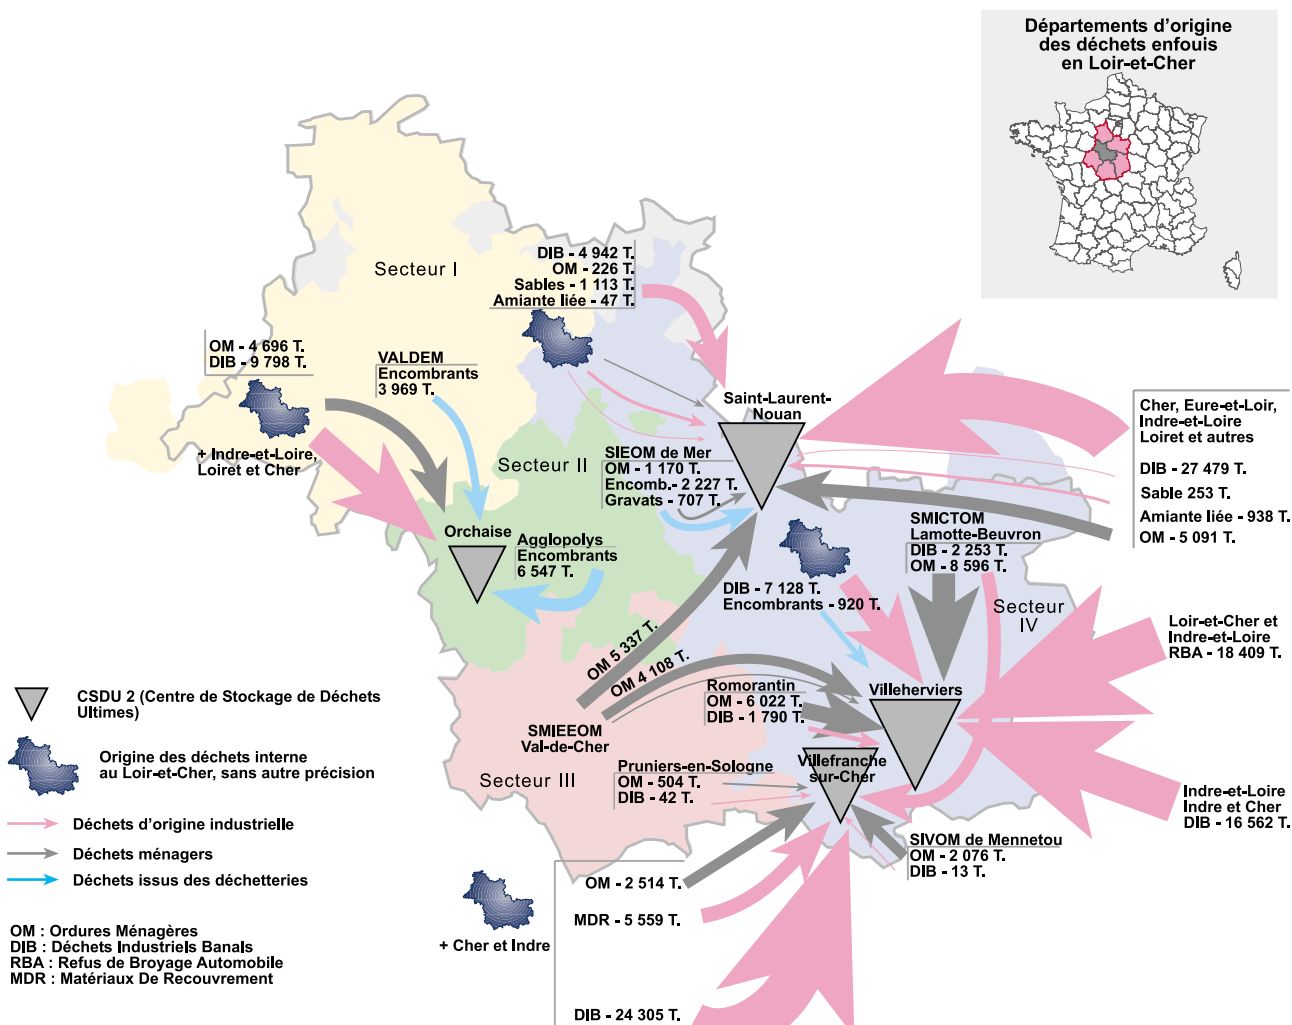 Départements d'origine
des déchets enfouis
en Loir-et-Cher
Secteur I
DIB - 4 942 T.
OM - 226 T.
Sables - 1 113 T.
Amiante liée - 47 T.
OM - 4 696 T.
DIB - 9 798 T.
+ Indre-et-Loire,
Loiret et Cher
VALDEM
Encombrants
3 969 T.
Saint-Laurent-
Nouan
Cher, Eure-et-Loir,
Indre-et-Loire
Loiret et autres
DIB - 27 479 T.
Sable 253 T.
Amiante liée - 938 T.
OM - 5 091 T.
Secteur II
SIEOM de Mer
OM - 1 170 T.
Encomb.- 2 227 T.
Gravats - 707 T.
Orchaise
Agglopolys
Encombrants
6 547 T.
SMICTOM
Lamotte-Beuvron
DIB - 2 253 T.
OM - 8 596 T.
DIB - 7 128 T.
Encombrants - 920 T.
Secteur
IV
Loir-et-Cher et
Indre-et-Loire
RBA - 18 409 T.
OM 5 337 T.
OM 4 108 T.
Romorantin
OM - 6 022 T.
DIB - 1 790 T.
Villeherviers
SMIEEOM
Val-de-Cher
Secteur III
Pruniers-en-Sologne
OM - 504 T.
DIB - 42 T.
Villefranche
sur-Cher
Indre-et-Loire
Indre et Cher
DIB - 16 562 T.
SIVOM de Mennetou
OM - 2 076 T.
DIB - 13 T.
OM - 2 514 T.
MDR - 5 559 T.
+ Cher et Indre
DIB - 24 305 T.
CSDU 2 (Centre de Stockage de Déchets
Ultimes)
Origine des déchets interne
au Loir-et-Cher, sans autre précision
Déchets d'origine industrielle
Déchets ménagers
Déchets issus des déchetteries
OM : Ordures Ménagères
DIB : Déchets Industriels Banals
RBA : Refus de Broyage Automobile
MDR : Matériaux De Recouvrement